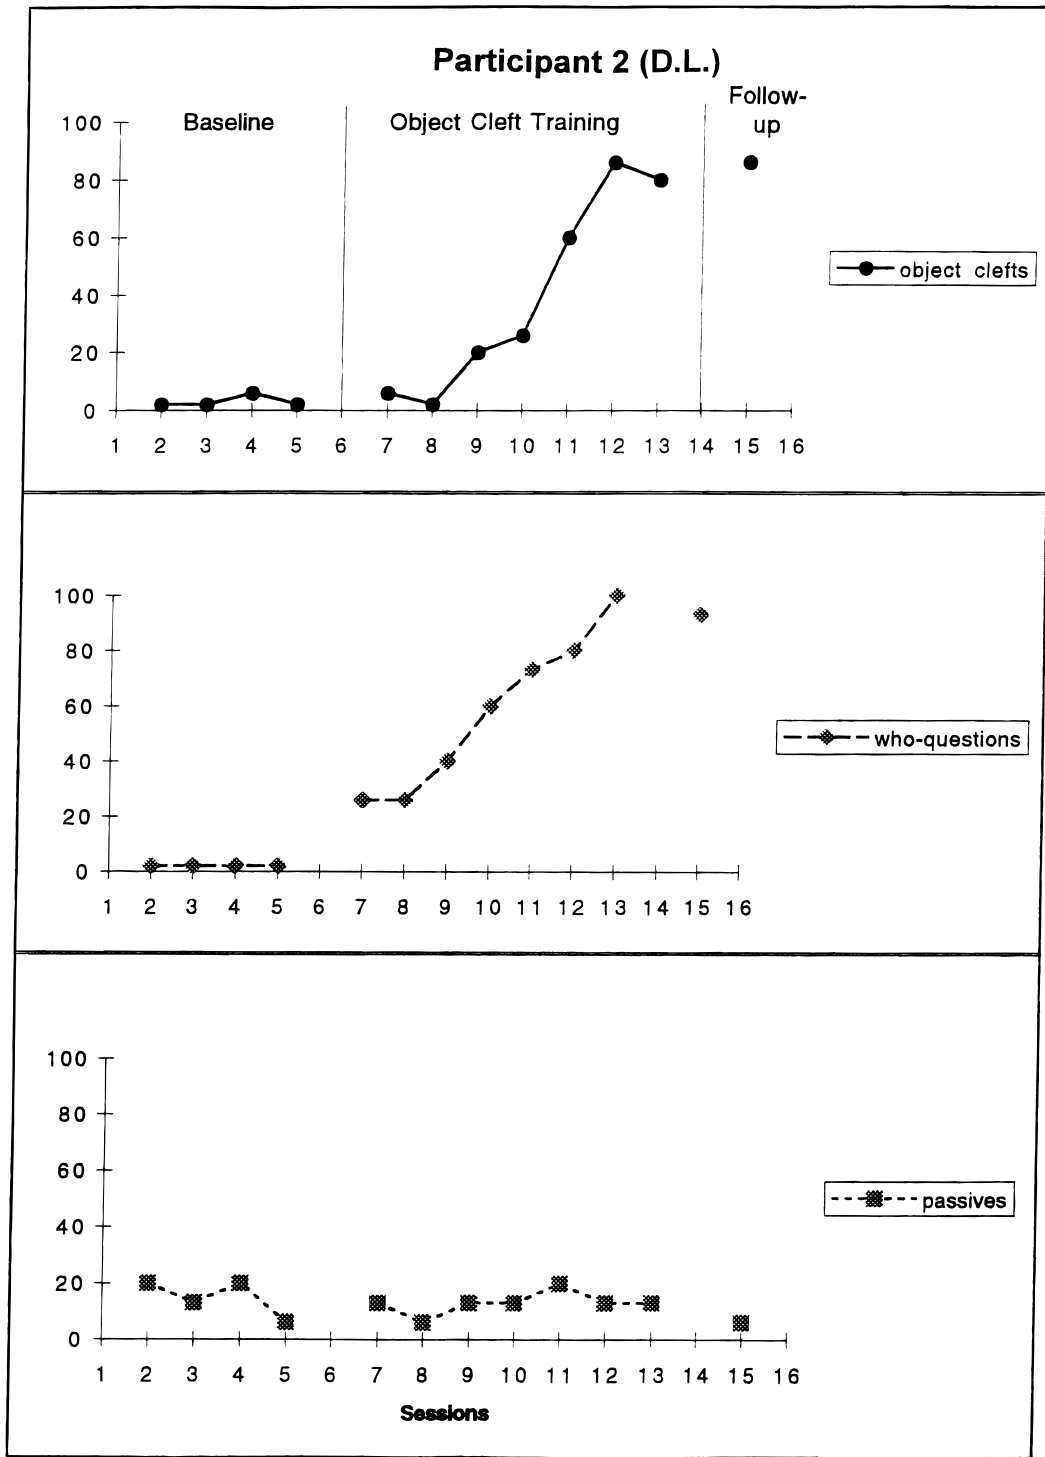 Participant 2 (D.L.)
Baseline
Object Cleft Training
Follow-
up
100
80
60
40
20
0
1 2 3 4 5 6 7 8 9 10 11 12 13 14 15 16
object clefts
100
80
60
40
20
0
1 2 3 4 5 6 7 8 9 10 11 12 13 14 15 16
who-questions
100
80
60
40
20
0
1 2 3 4 5 6 7 8 9 10 11 12 13 14 15 16
passives
Sessions